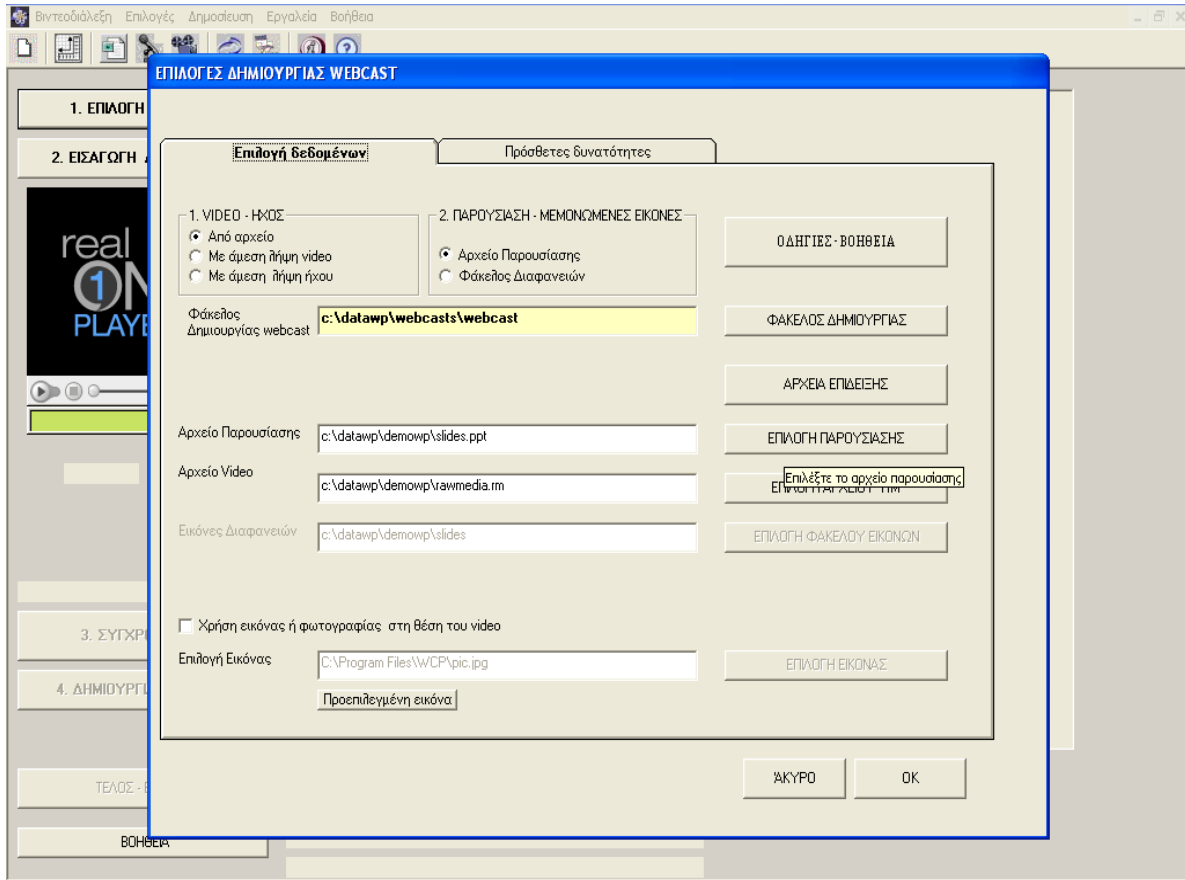 Βιντεοδιάλεξη Επιλογές Δημοσίευση Εργαλεία Βοήθεια
ΕΠΙΛΟΓΕΣ ΔΗΜΙΟΥΡΓΙΑΣ WEBCAST
1. ΕΠΙΛΟΓΗ
2. ΕΙΣΑΓΩΓΗ
Επιλογή δεδομένων
Πρόσθετες δυνατότητες
1. VIDEO - ΗΧΟΣ
Από αρχείο
Με άμεση λήψη video
Με άμεση λήψη ήχου
2. ΠΑΡΟΥΣΙΑΣΗ - ΜΕΜΟΝΩΜΕΝΕΣ ΕΙΚΟΝΕΣ
Αρχείο Παρουσίασης
Φάκελος Διαφανειών
ΟΔΗΓΙΕΣ-ΒΟΗΘΕΙΑ
real
ONE
PLAYE
Φάκελος
Δημιουργίας webcast
c:\datawp\webcasts\webcast
ΦΑΚΕΛΟΣ ΔΗΜΙΟΥΡΓΙΑΣ
ΑΡΧΕΙΑ ΕΠΙΔΕΙΞΗΣ
Αρχείο Παρουσίασης
c:\datawp\demowp\slides.ppt
ΕΠΙΛΟΓΗ ΠΑΡΟΥΣΙΑΣΗΣ
Αρχείο Video
c:\datawp\demowp\rawmedia.rm
Επιλέξτε το αρχείο παρουσίασης
Εικόνες Διαφανειών
c:\datawp\demowp\slides
ΕΠΙΛΟΓΗ ΦΑΚΕΛΟΥ ΕΙΚΟΝΩΝ
Χρήση εικόνας ή φωτογραφίας στη θέση του video
3. ΣΥΓΧΡΟ
Επιλογή Εικόνας
C:\Program Files\WCP\pic.jpg
ΕΠΙΛΟΓΗ ΕΙΚΟΝΑΣ
4. ΔΗΜΙΟΥΡΓΙ
Προεπιλεγμένη εικόνα
ΤΕΛΟΣ -
ΆΚΥΡΟ
OK
ΒΟΗΘΕΙΑ